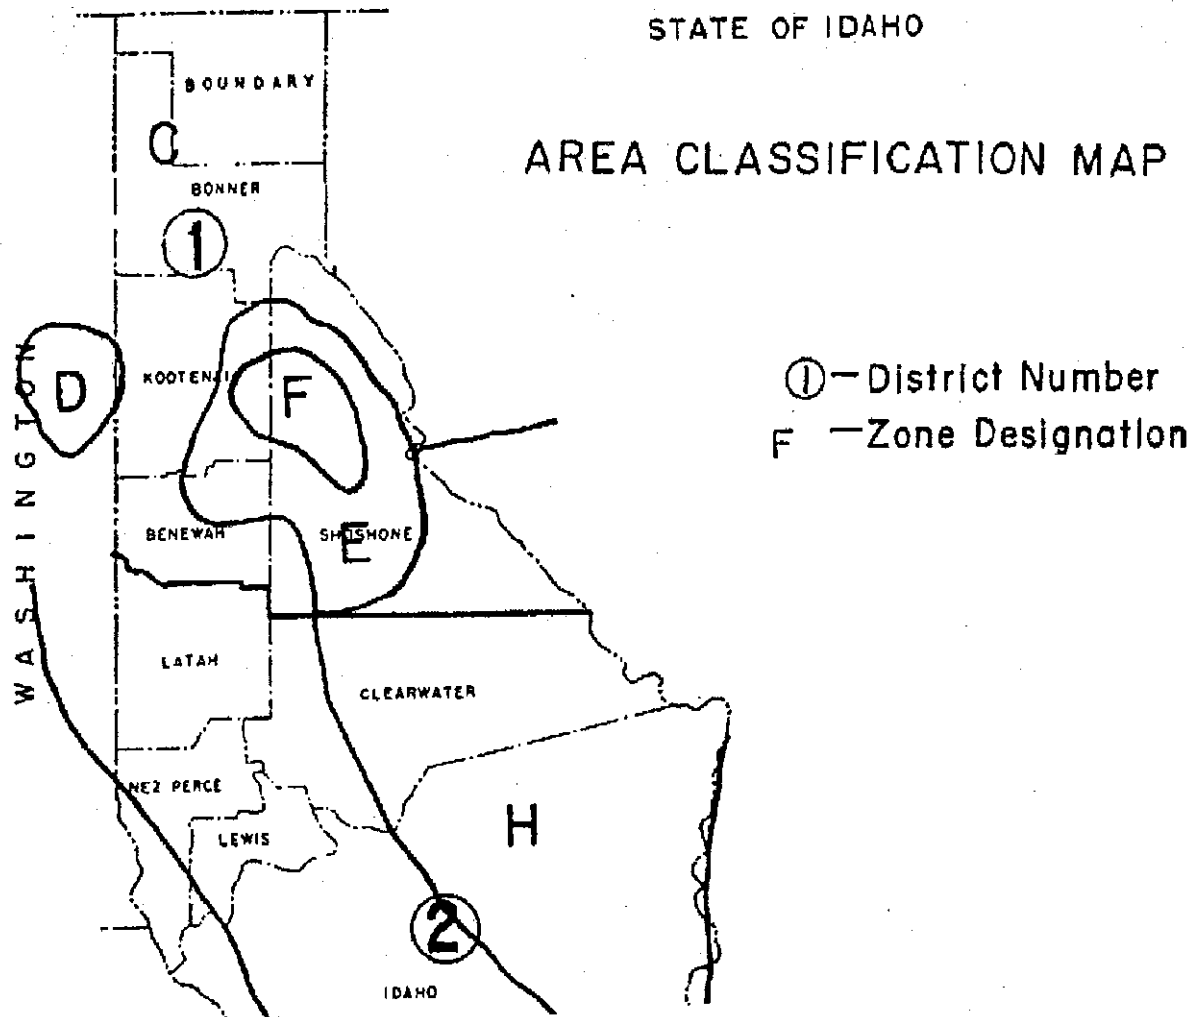 STATE OF IDAHO
AREA CLASSIFICATION MAP
BOUNDARY
C
BONNER
1
1 — District Number
F — Zone Designation
WASHINGTON
D
KOOTENAI
F
BENEWAH
SHOSHONE
E
LATAH
CLEARWATER
NEZ PERCE
LEWIS
H
2
IDAHO